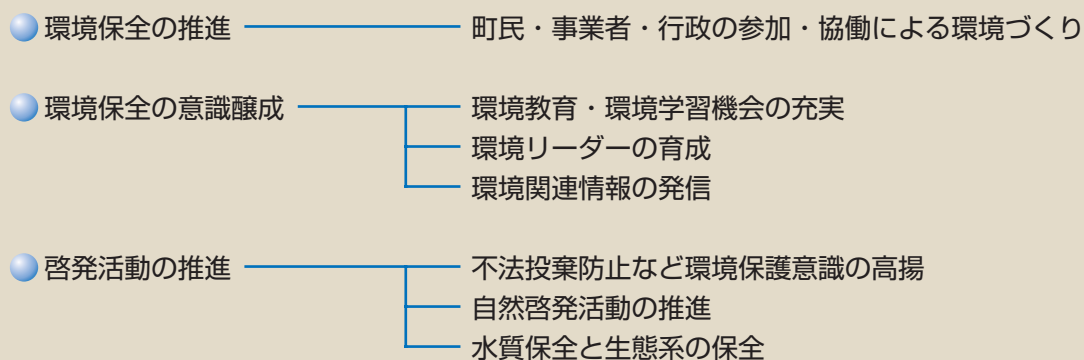 環境保全の推進 町民・事業者・行政の参加・協働による環境づくり
環境保全の意識醸成 環境教育・環境学習機会の充実
環境リーダーの育成
環境関連情報の発信
啓発活動の推進 不法投棄防止など環境保護意識の高揚
自然啓発活動の推進
水質保全と生態系の保全